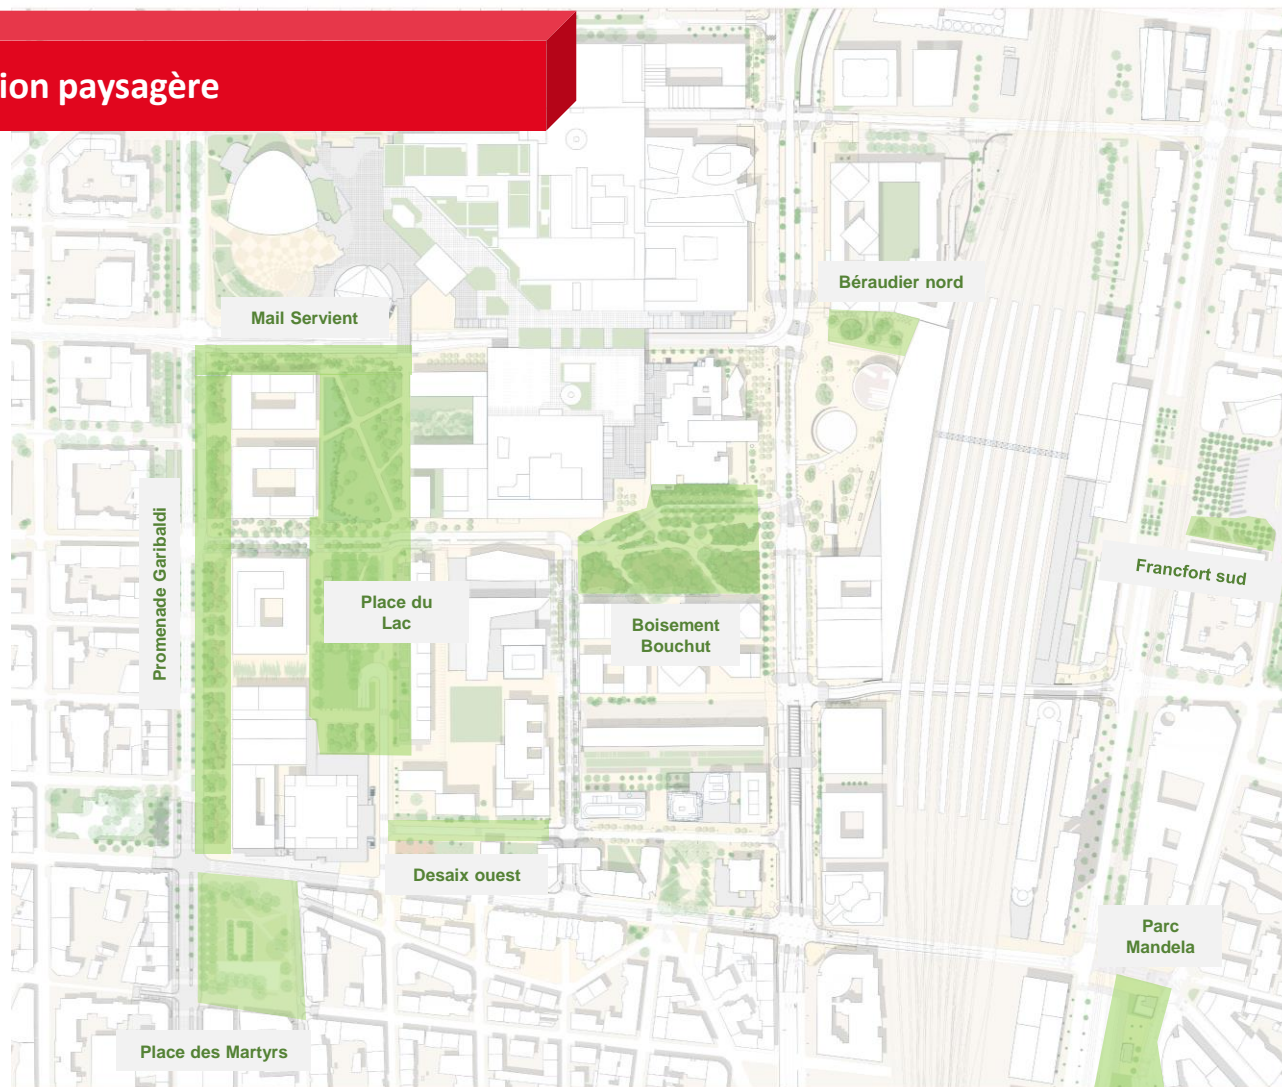 ion paysagère
Béraudier nord
Mail Servient
Promenade Garibaldi
Francfort sud
Place du
Lac
Boisement
Bouchut
Desaix ouest
Parc
Mandela
Place des Martyrs